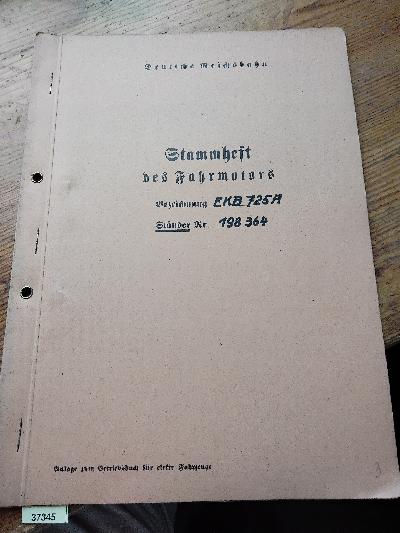 Deutsche Reichsbahn
Stammheft
des Fahrmotors
Bezeichnung EKB 725A
Ständer Nr. 198 364
Anlage zum Betriebsbuch für elektr Fahrzeuge
3
37345